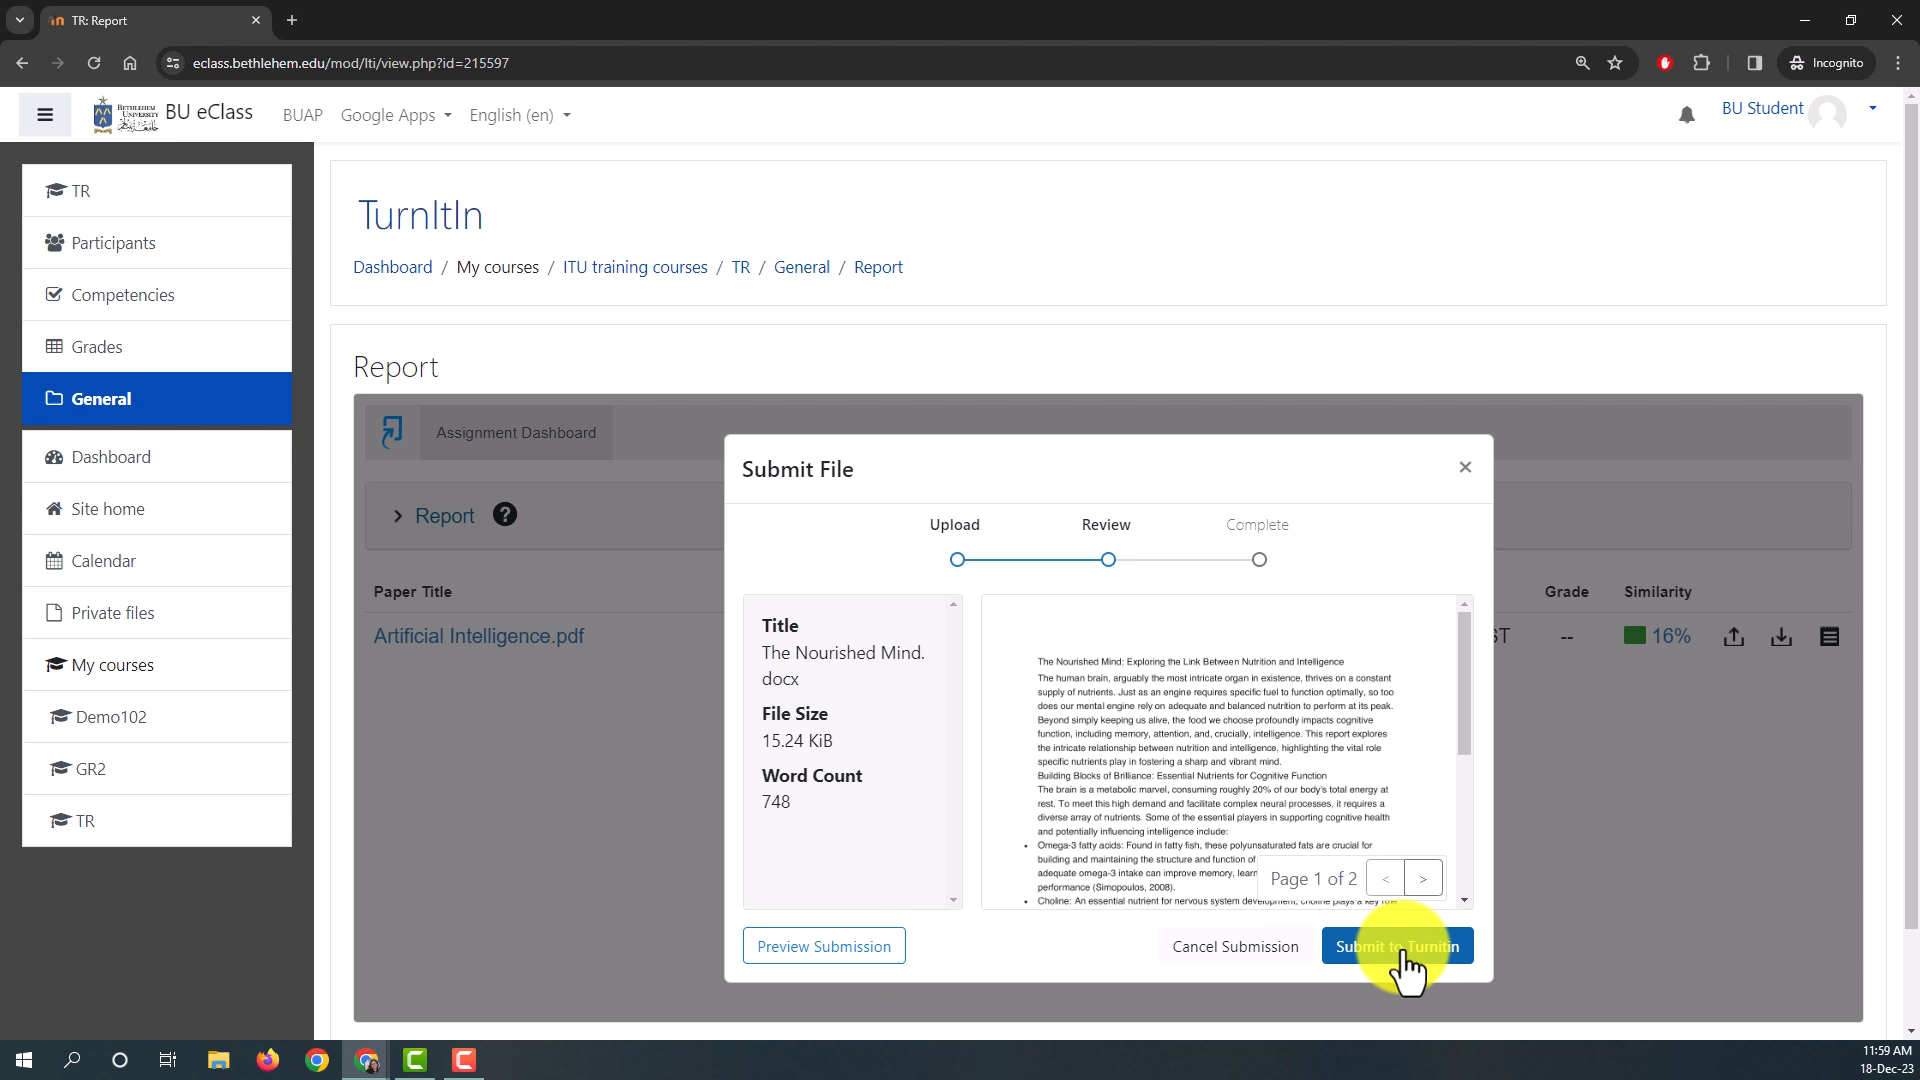 TR: Report
eclass.bethlehem.edu/mod/lti/view.php?id=215597
Incognito
BETHLEHEM
UNIVERSITY
BU eClass
BUAP
Google Apps
English (en)
BU Student
TR
Participants
Competencies
Grades
General
Dashboard
Site home
Calendar
Private files
My courses
Demo102
GR2
TR
TurnItIn
Dashboard / My courses / ITU training courses / TR / General / Report
Report
Assignment Dashboard
Report ?
Paper Title
Grade
Similarity
Artificial Intelligence.pdf
ST
--
16%
Submit File
×
Upload
Review
Complete
Title
The Nourished Mind.
docx
File Size
15.24 KiB
Word Count
748
The Nourished Mind: Exploring the Link Between Nutrition and Intelligence
The human brain, arguably the most intricate organ in existence, thrives on a constant
supply of nutrients. Just as an engine requires specific fuel to function optimally, so too
does our mental engine rely on adequate and balanced nutrition to perform at its peak.
Beyond simply keeping us alive, the food we choose profoundly impacts cognitive
function, including memory, attention, and, crucially, intelligence. This report explores
the intricate relationship between nutrition and intelligence, highlighting the vital role
specific nutrients play in fostering a sharp and vibrant mind.
Building Blocks of Brilliance: Essential Nutrients for Cognitive Function
The brain is a metabolic marvel, consuming roughly 20% of our body's total energy at
rest. To meet this high demand and facilitate complex neural processes, it requires a
diverse array of nutrients. Some of the essential players in supporting cognitive health
and potentially influencing intelligence include:
• Omega-3 fatty acids: Found in fatty fish, these polyunsaturated fats are crucial for
building and maintaining the structure and function of
adequate omega-3 intake can improve memory, learn
performance (Simopoulos, 2008).
• Choline: An essential nutrient for nervous system development, choline plays a key role
Page 1 of 2 < >
Preview Submission
Cancel Submission
Submit to Turnitin
11:59 AM
18-Dec-23